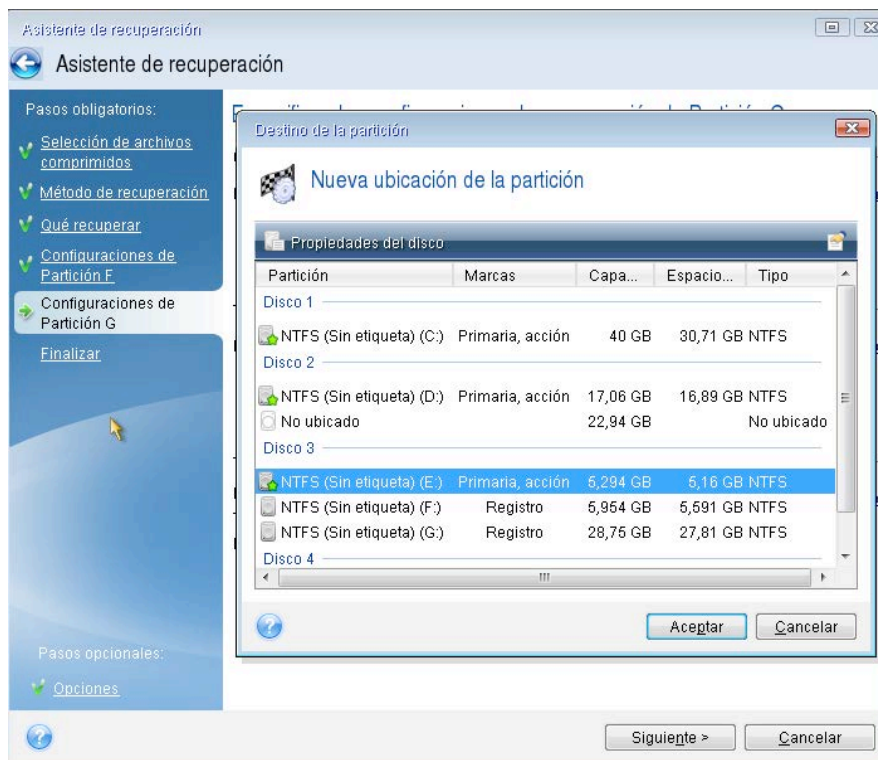 Asistente de recuperación
Asistente de recuperación
Pasos obligatorios:
Selección de archivos
comprimidos
Método de recuperación
Qué recuperar
Configuraciones de
Partición F
Configuraciones de
Partición G
Finalizar
Pasos opcionales:
Opciones
Destino de la partición
Nueva ubicación de la partición
Propiedades del disco
Partición Marcas Capa... Espacio... Tipo
Disco 1
NTFS (Sin etiqueta) (C:) Primaria, acción 40 GB 30,71 GB NTFS
Disco 2
NTFS (Sin etiqueta) (D:) Primaria, acción 17,06 GB 16,89 GB NTFS
No ubicado 22,94 GB No ubicado
Disco 3
NTFS (Sin etiqueta) (E:) Primaria, acción 5,294 GB 5,16 GB NTFS
NTFS (Sin etiqueta) (F:) Registro 5,954 GB 5,591 GB NTFS
NTFS (Sin etiqueta) (G:) Registro 28,75 GB 27,81 GB NTFS
Disco 4
Aceptar Cancelar
Siguiente > Cancelar